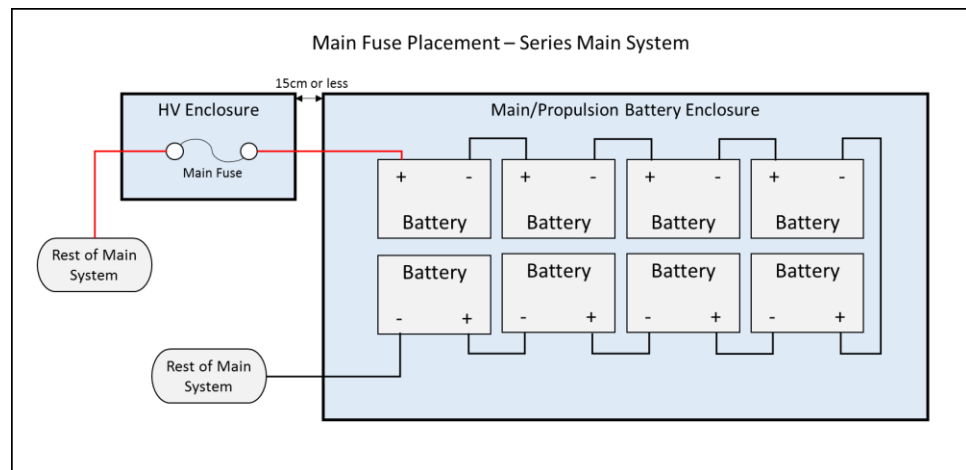 Main Fuse Placement – Series Main System
15cm or less
HV Enclosure
Main Fuse
Main/Propulsion Battery Enclosure
+ - + - + - + -
Battery Battery Battery Battery
Battery Battery Battery Battery
- + - + - + - +
Rest of Main
System
Rest of Main
System